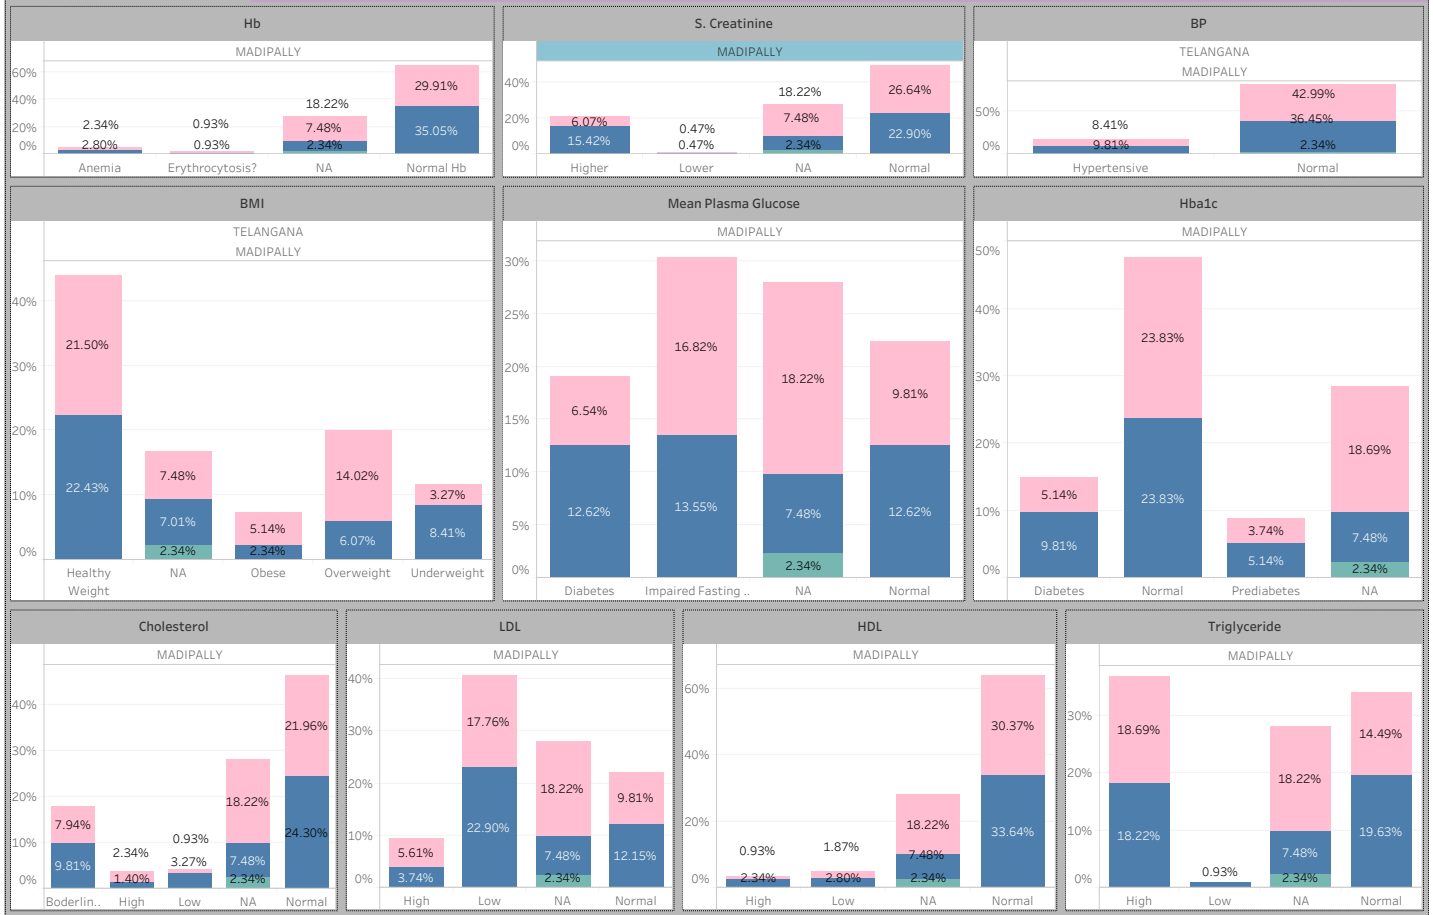 Hb
MADIPALLY
60%
40%
20%
0%
2.34%
2.80%
0.93%
0.93%
18.22%
7.48%
2.34%
29.91%
35.05%
Anemia
Erythrocytosis?
NA
Normal Hb
S. Creatinine
MADIPALLY
40%
20%
0%
6.07%
15.42%
0.47%
0.47%
18.22%
7.48%
2.34%
26.64%
22.90%
Higher
Lower
NA
Normal
BP
TELANGANA
MADIPALLY
50%
0%
8.41%
9.81%
42.99%
36.45%
2.34%
Hypertensive
Normal
BMI
TELANGANA
MADIPALLY
40%
30%
20%
10%
0%
21.50%
22.43%
7.48%
7.01%
2.34%
5.14%
2.34%
14.02%
6.07%
3.27%
8.41%
Healthy
Weight
NA
Obese
Overweight
Underweight
Mean Plasma Glucose
MADIPALLY
30%
25%
20%
15%
10%
5%
0%
6.54%
12.62%
16.82%
13.55%
18.22%
7.48%
2.34%
9.81%
12.62%
Diabetes
Impaired Fasting ..
NA
Normal
Hba1c
MADIPALLY
50%
40%
30%
20%
10%
0%
5.14%
9.81%
23.83%
23.83%
3.74%
5.14%
18.69%
7.48%
2.34%
Diabetes
Normal
Prediabetes
NA
Cholesterol
MADIPALLY
40%
30%
20%
10%
0%
7.94%
9.81%
2.34%
1.40%
0.93%
3.27%
18.22%
7.48%
2.34%
21.96%
24.30%
Boderlin..
High
Low
NA
Normal
LDL
MADIPALLY
40%
30%
20%
10%
0%
5.61%
3.74%
17.76%
22.90%
18.22%
7.48%
2.34%
9.81%
12.15%
High
Low
NA
Normal
HDL
MADIPALLY
60%
40%
20%
0%
0.93%
2.34%
1.87%
2.80%
18.22%
7.48%
2.34%
30.37%
33.64%
High
Low
NA
Normal
Triglyceride
MADIPALLY
30%
20%
10%
0%
18.69%
18.22%
0.93%
18.22%
7.48%
2.34%
14.49%
19.63%
High
Low
NA
Normal